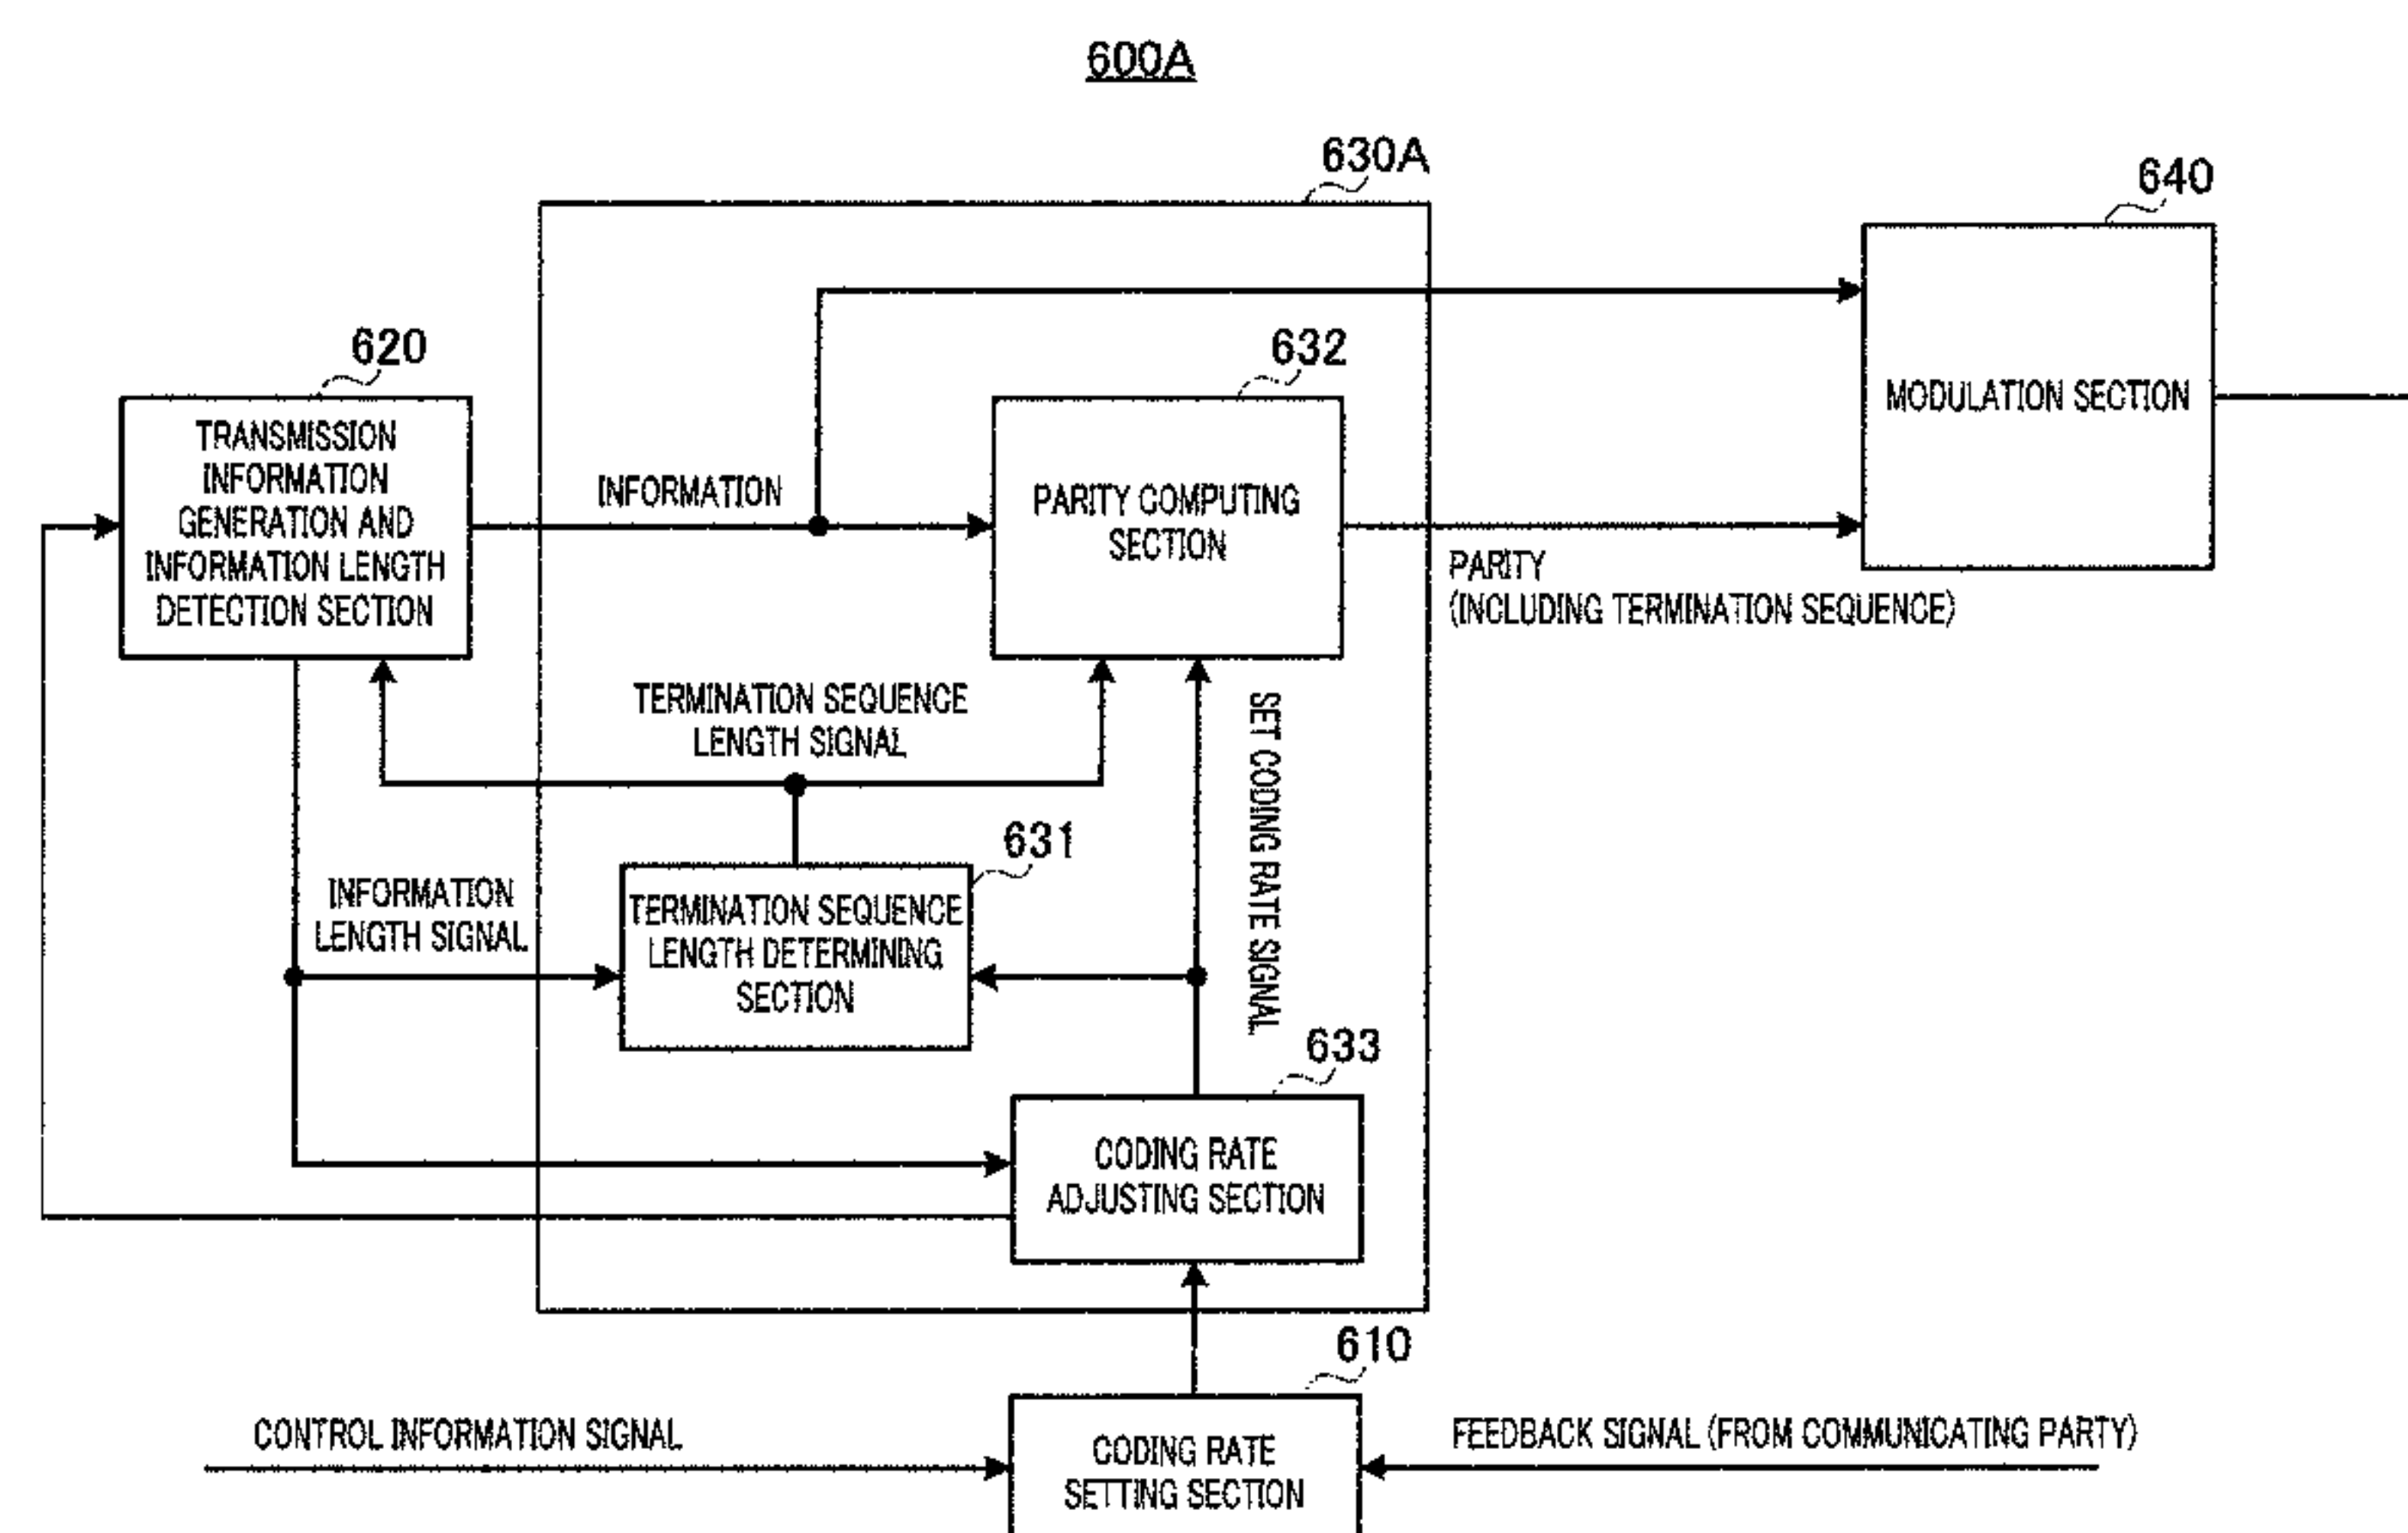 600A
630A
640
620
632
TRANSMISSION
INFORMATION
GENERATION AND
INFORMATION LENGTH
DETECTION SECTION
INFORMATION
PARITY COMPUTING
SECTION
MODULATION SECTION
PARITY
(INCLUDING TERMINATION SEQUENCE)
TERMINATION SEQUENCE
LENGTH SIGNAL
SET CODING RATE SIGNAL
631
INFORMATION
LENGTH SIGNAL
TERMINATION SEQUENCE
LENGTH DETERMINING
SECTION
633
CODING RATE
ADJUSTING SECTION
610
CONTROL INFORMATION SIGNAL
CODING RATE
SETTING SECTION
FEEDBACK SIGNAL (FROM COMMUNICATING PARTY)